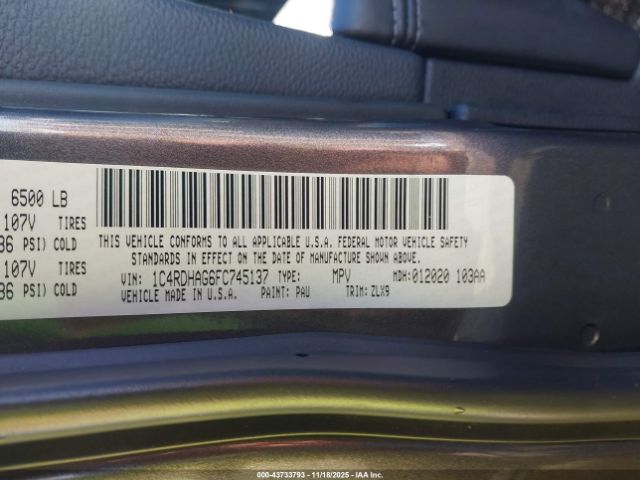 6500 LB
107V TIRES
36 PSI) COLD
107V TIRES
36 PSI) COLD
THIS VEHICLE CONFORMS TO ALL APPLICABLE U.S.A. FEDERAL MOTOR VEHICLE SAFETY
STANDARDS IN EFFECT ON THE DATE OF MANUFACTURE SHOWN ABOVE
VIN: 1C4RDHAG6FC745137 TYPE: MPV MDH: 012020 103AA
VEHICLE MADE IN U.S.A. PAINT: PAU TRIM: ZLX9
000-43733793 11/18/2025 IAA Inc.